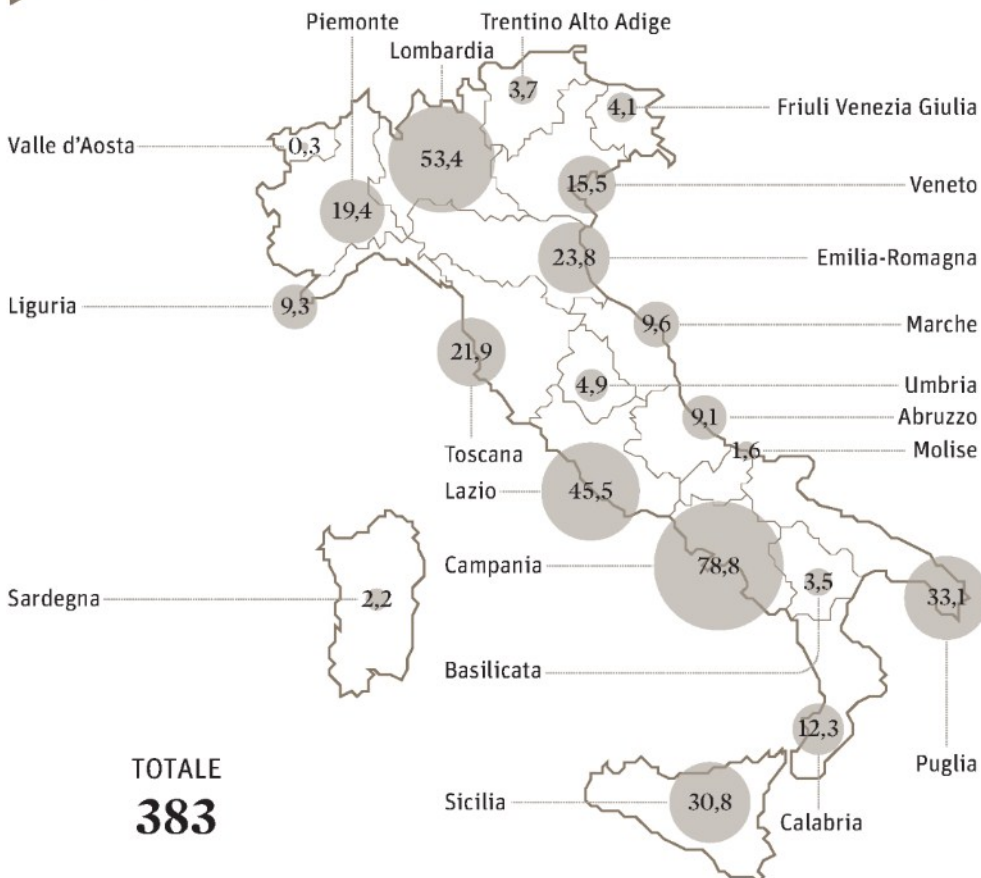 Piemonte
Trentino Alto Adige
Lombardia
3,7
4,1
Friuli Venezia Giulia
Valle d'Aosta
0,3
53,4
15,5
Veneto
19,4
23,8
Emilia-Romagna
Liguria
9,3
9,6
Marche
21,9
4,9
Umbria
9,1
Abruzzo
1,6
Molise
Toscana
Lazio
45,5
Campania
78,8
3,5
33,1
Sardegna
2,2
Basilicata
12,3
Puglia
TOTALE
383
Sicilia
30,8
Calabria